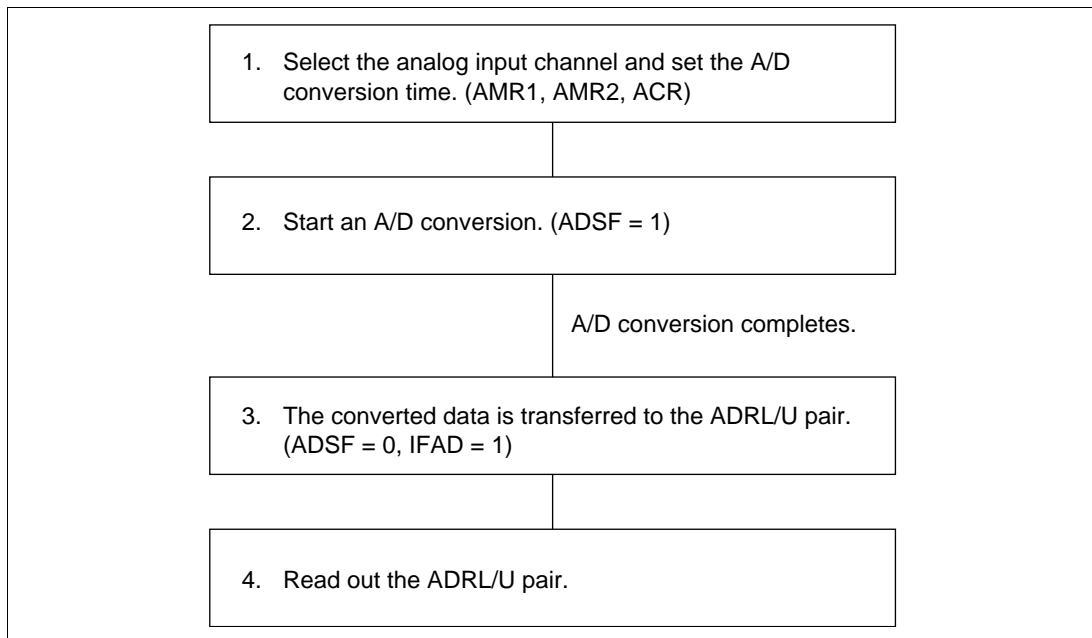 1. Select the analog input channel and set the A/D
conversion time. (AMR1, AMR2, ACR)
2. Start an A/D conversion. (ADSF = 1)
A/D conversion completes.
3. The converted data is transferred to the ADRL/U pair.
(ADSF = 0, IFAD = 1)
4. Read out the ADRL/U pair.